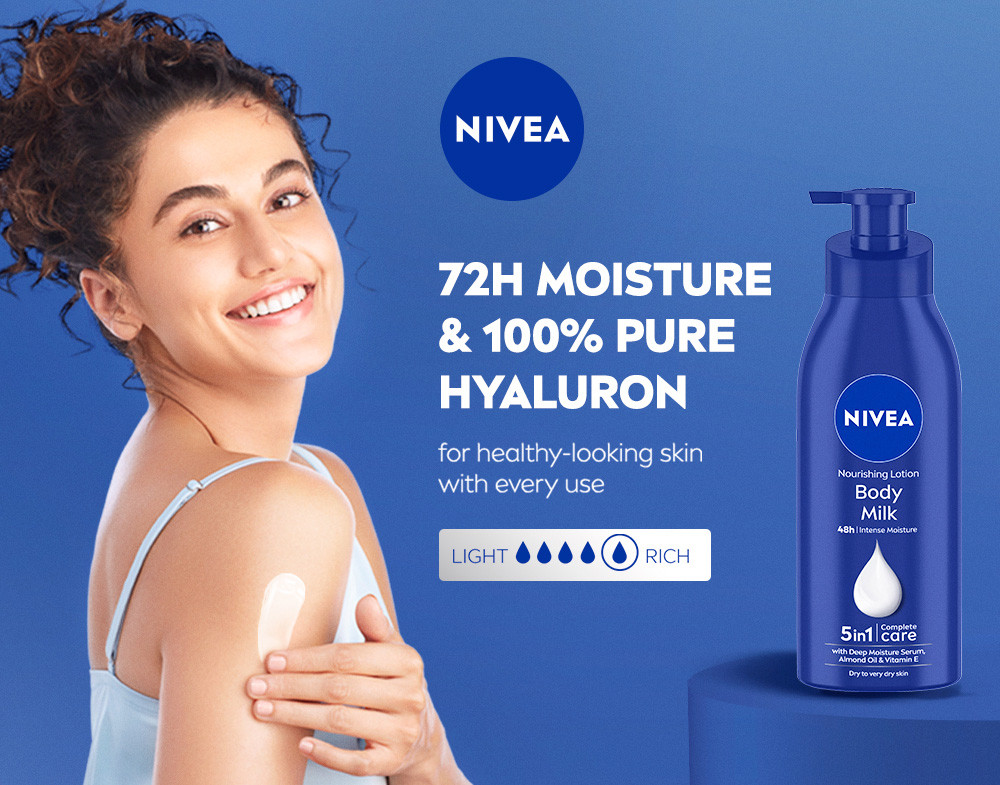 NIVEA
72H MOISTURE
& 100% PURE
HYALURON
for healthy-looking skin
with every use
LIGHT RICH
NIVEA
Nourishing Lotion
Body
Milk
48h | Intense Moisture
5in1 | Complete care
with Deep Moisture Serum,
Almond Oil & Vitamin E
Dry to very dry skin